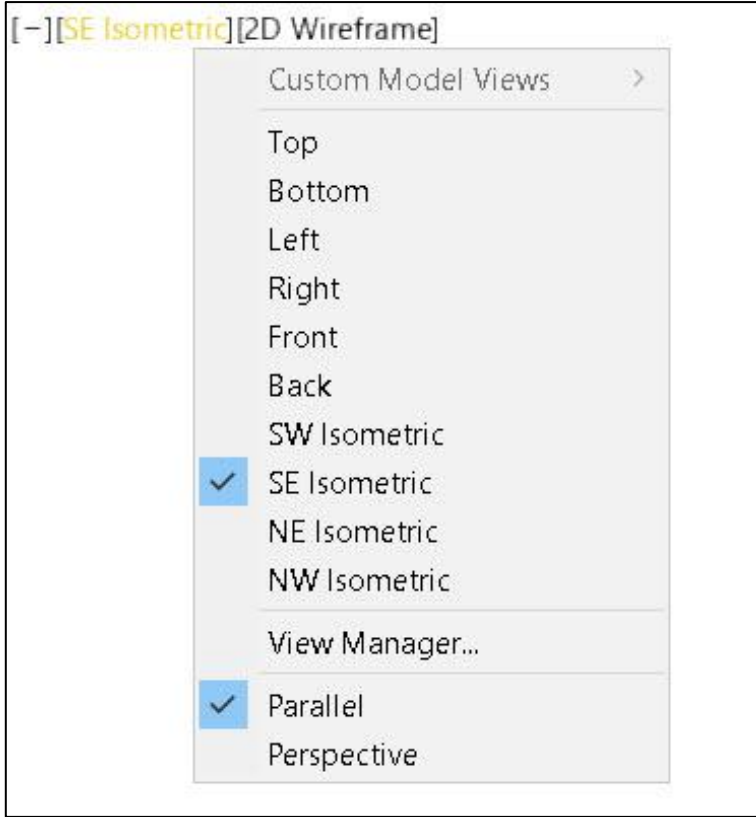 [−][SE Isometric][2D Wireframe]
Custom Model Views
Top
Bottom
Left
Right
Front
Back
SW Isometric
SE Isometric
NE Isometric
NW Isometric
View Manager...
Parallel
Perspective